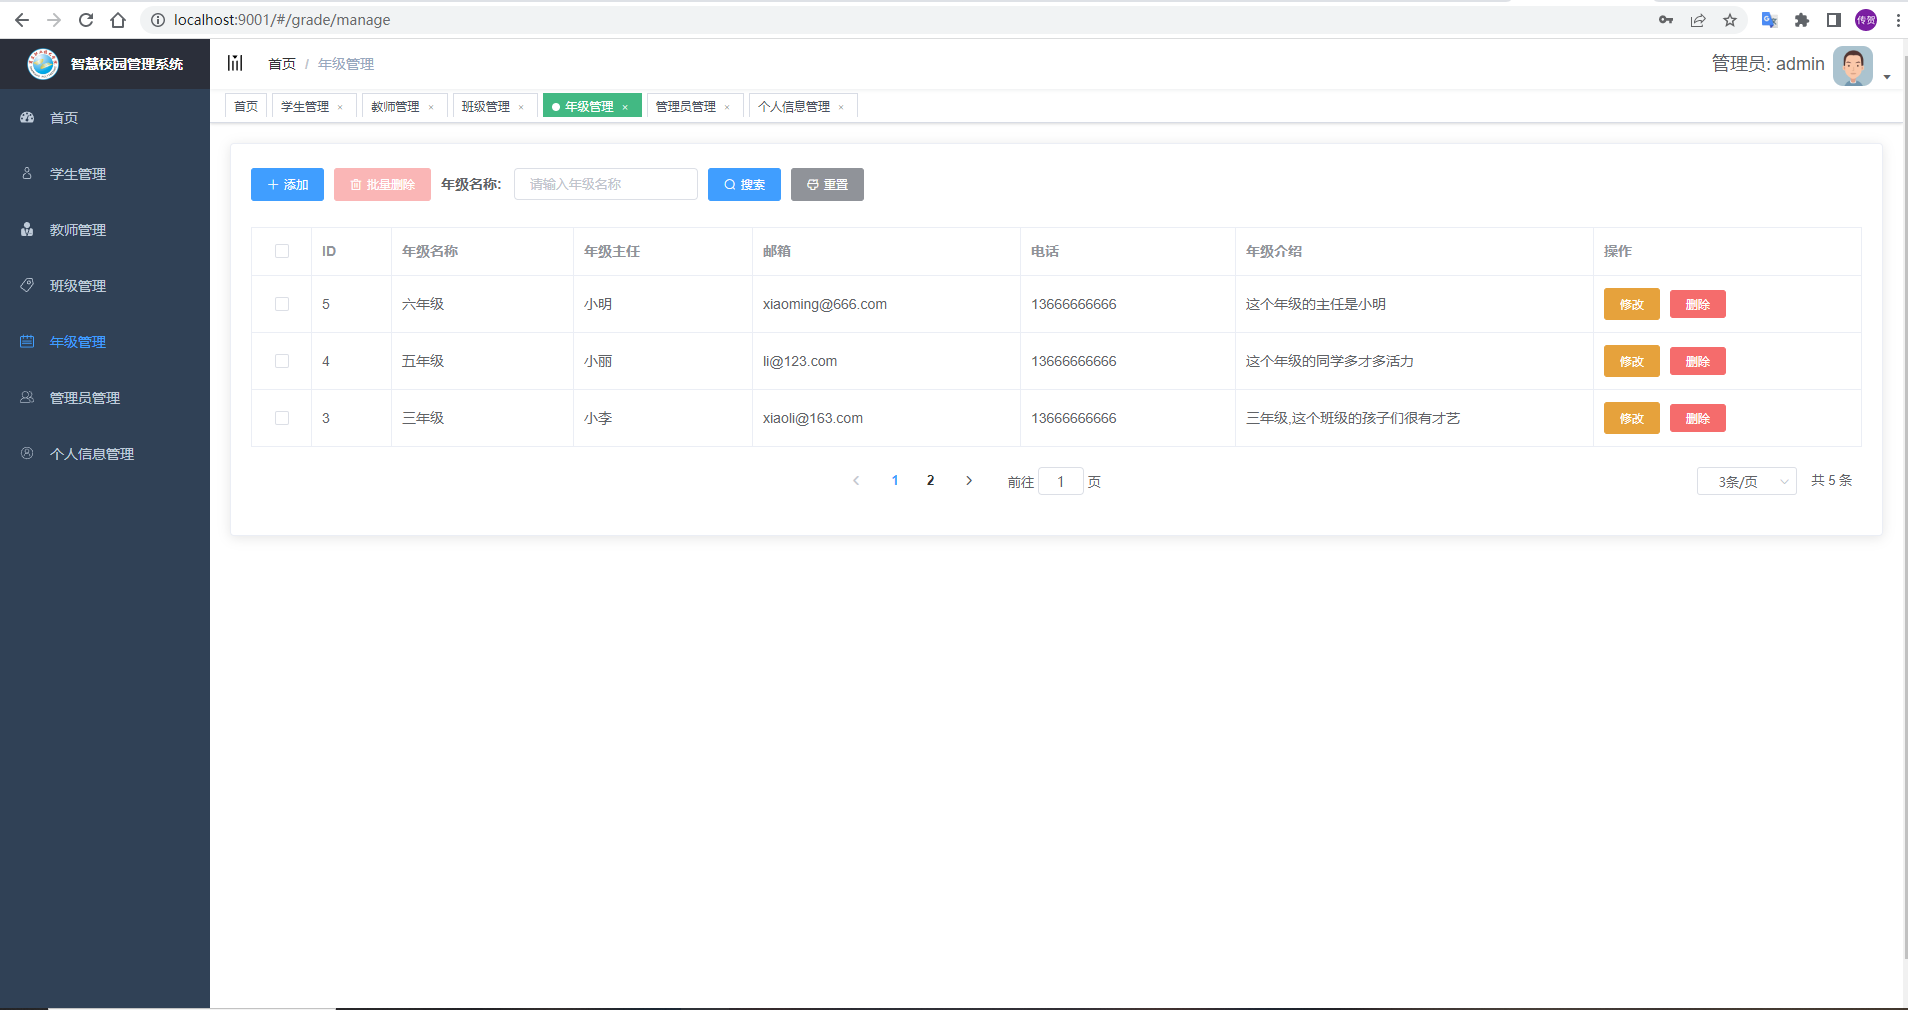 localhost:9001/#/grade/manage
传贺
智慧校园管理系统
首页 / 年级管理
管理员: admin
首页
学生管理 ×
教师管理 ×
班级管理 ×
年级管理 ×
管理员管理 ×
个人信息管理 ×
首页
学生管理
教师管理
班级管理
年级管理
管理员管理
个人信息管理
添加 批量删除 年级名称: 请输入年级名称 搜索 重置
ID 年级名称 年级主任 邮箱 电话 年级介绍 操作
5 六年级 小明 xiaoming@666.com 13666666666 这个年级的主任是小明 修改 删除
4 五年级 小丽 li@123.com 13666666666 这个年级的同学多才多活力 修改 删除
3 三年级 小李 xiaoli@163.com 13666666666 三年级,这个班级的孩子们很有才艺 修改 删除
1 2 前往 1 页 3条/页 共 5 条